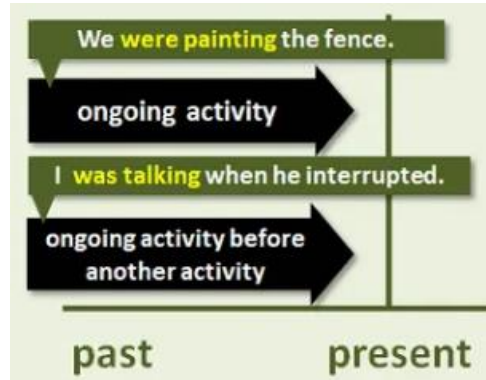 We were painting the fence.
ongoing activity
I was talking when he interrupted.
ongoing activity before
another activity
past
present